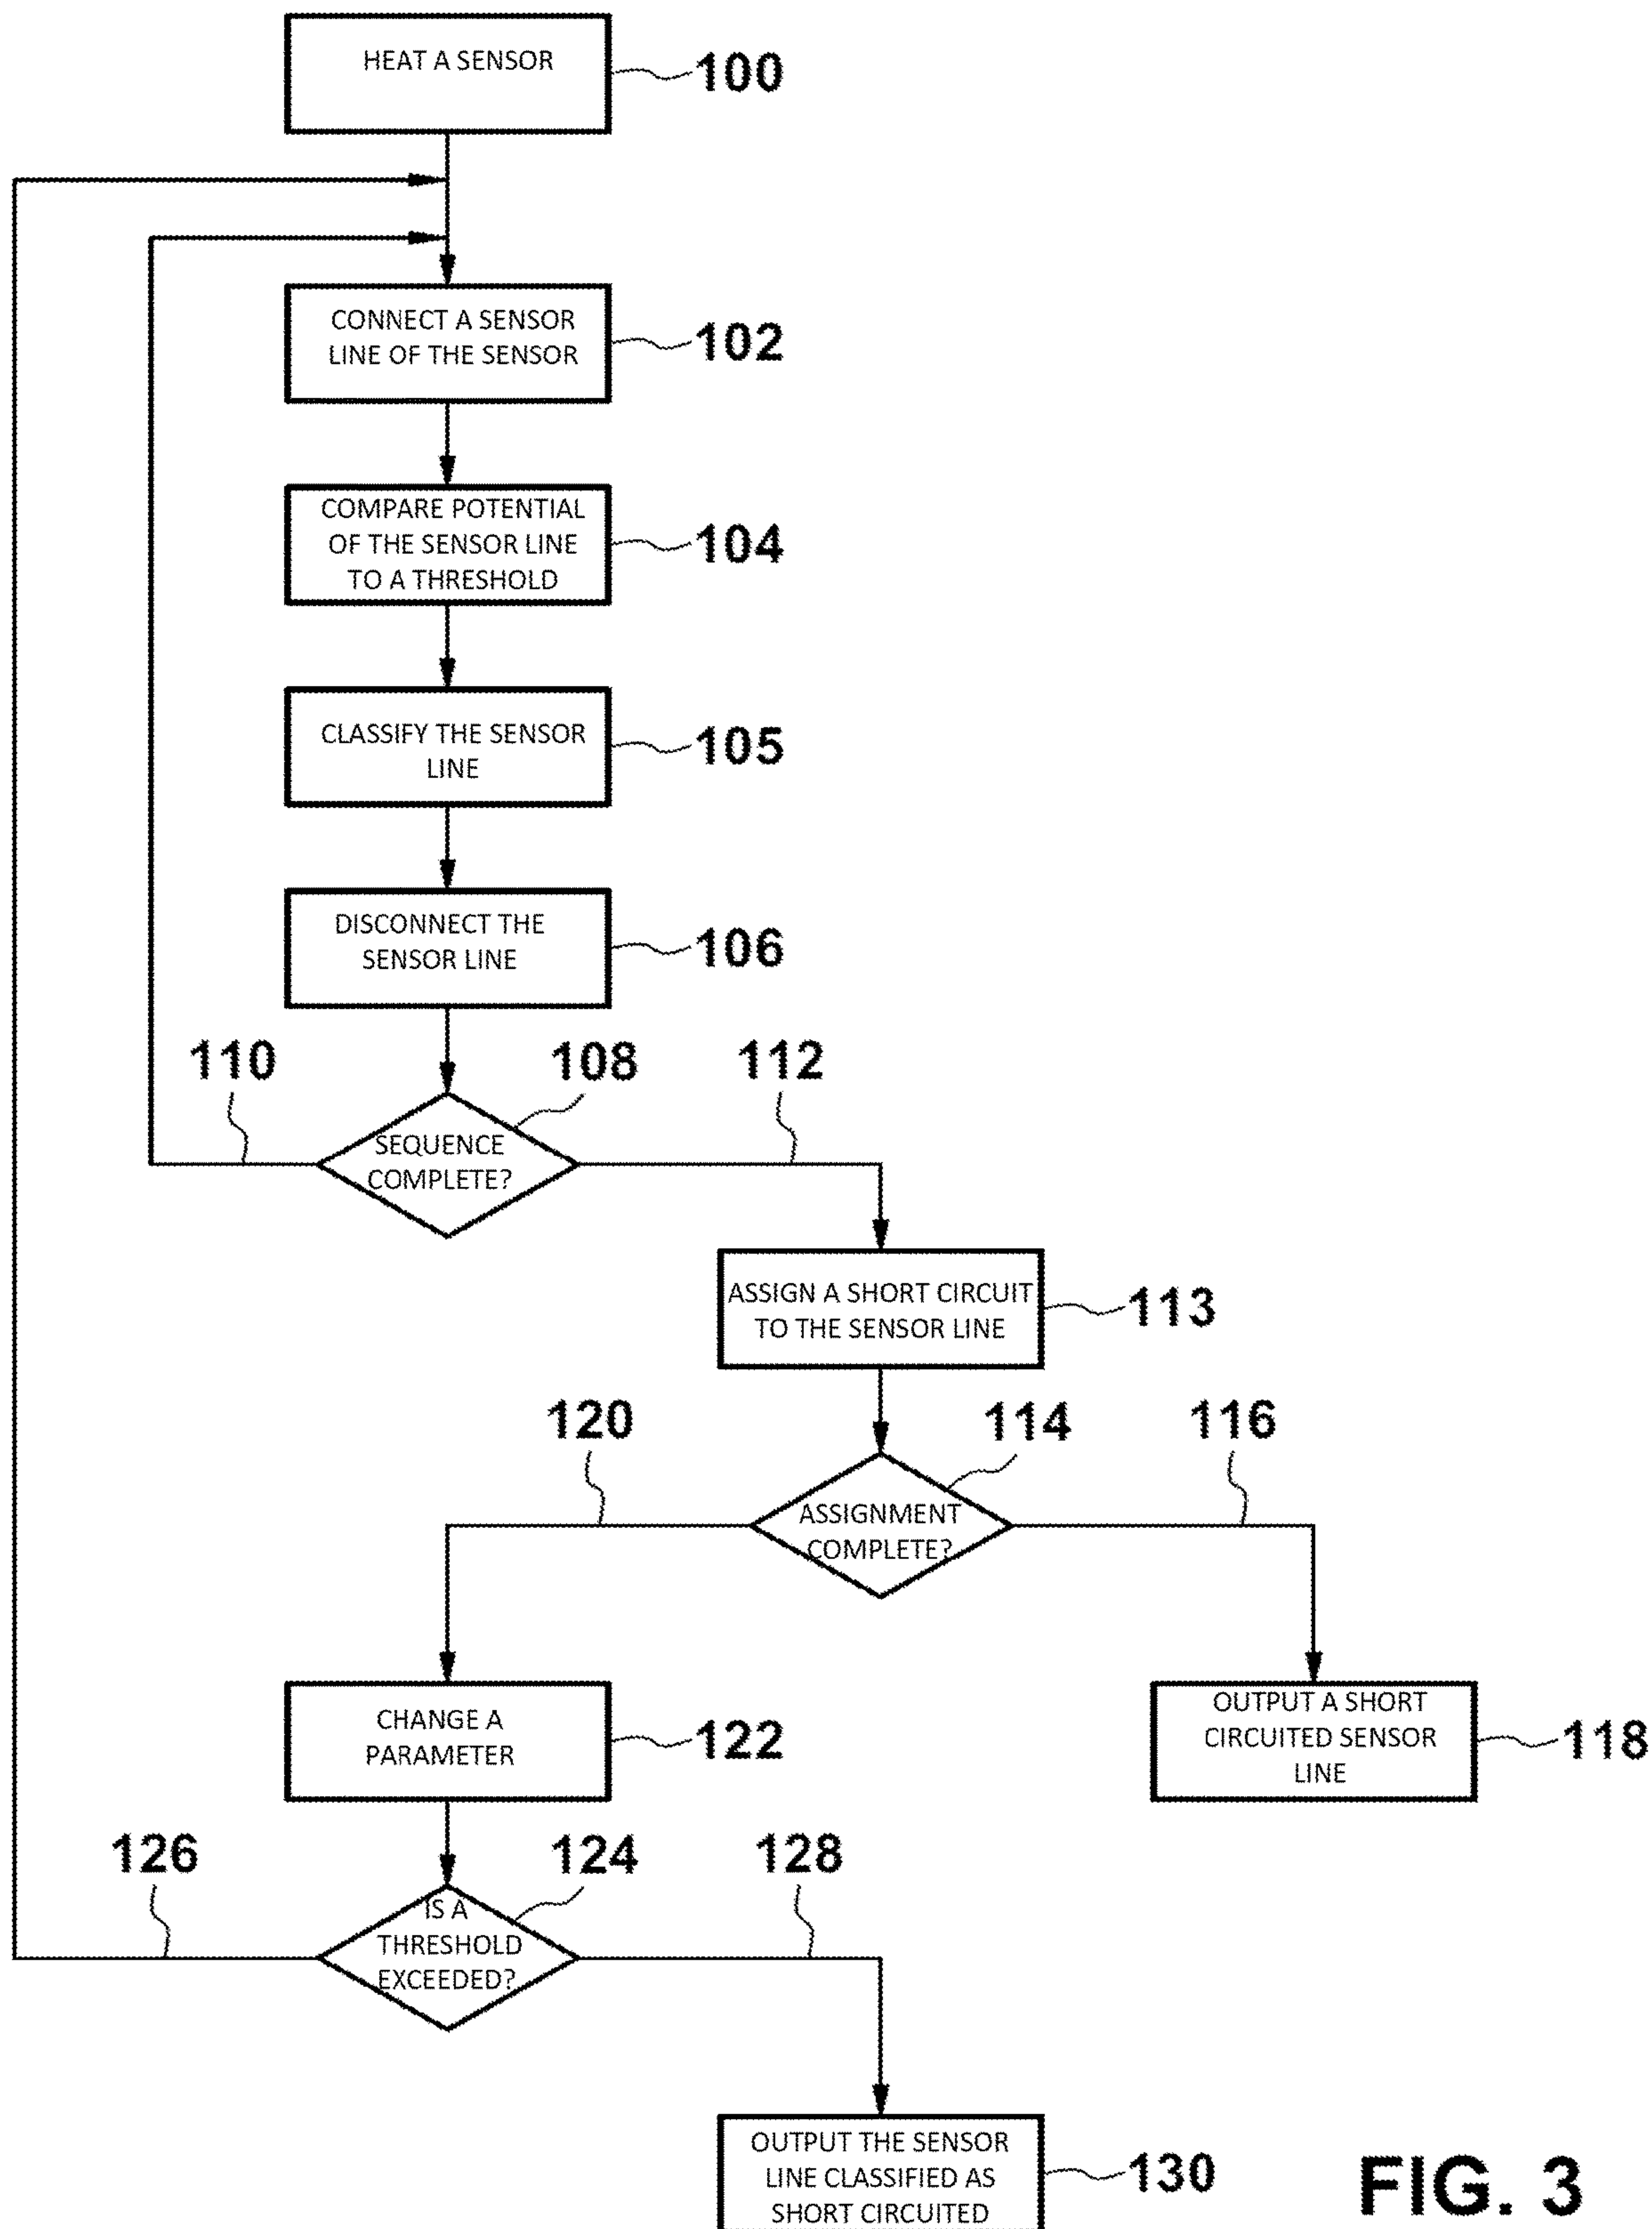 HEAT A SENSOR
100
CONNECT A SENSOR
LINE OF THE SENSOR
102
COMPARE POTENTIAL
OF THE SENSOR LINE
TO A THRESHOLD
104
CLASSIFY THE SENSOR
LINE
105
DISCONNECT THE
SENSOR LINE
106
110
108
112
SEQUENCE
COMPLETE?
ASSIGN A SHORT CIRCUIT
TO THE SENSOR LINE
113
120
114
116
ASSIGNMENT
COMPLETE?
CHANGE A
PARAMETER
122
OUTPUT A SHORT
CIRCUITED SENSOR
LINE
118
126
124
128
IS A
THRESHOLD
EXCEEDED?
OUTPUT THE SENSOR
LINE CLASSIFIED AS
SHORT CIRCUITED
130
FIG. 3